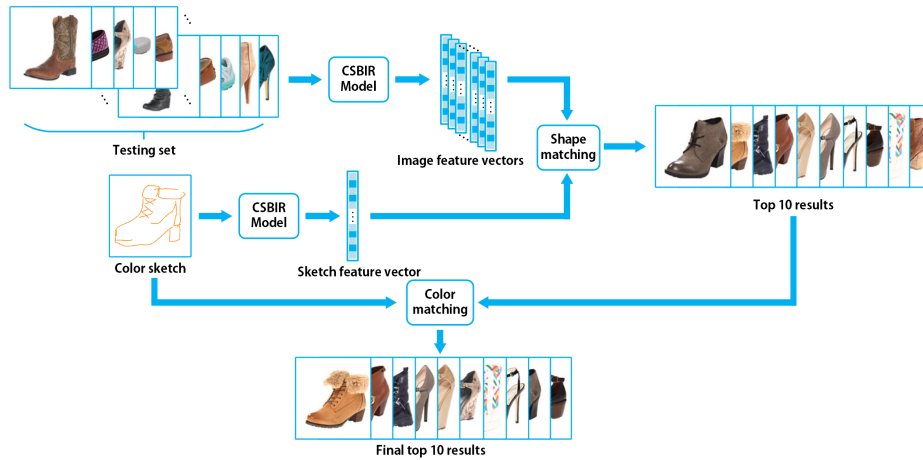 CSBIR
Model
Testing set
Image feature vectors
Shape
matching
Top 10 results
CSBIR
Model
Color sketch
Sketch feature vector
Color
matching
Final top 10 results